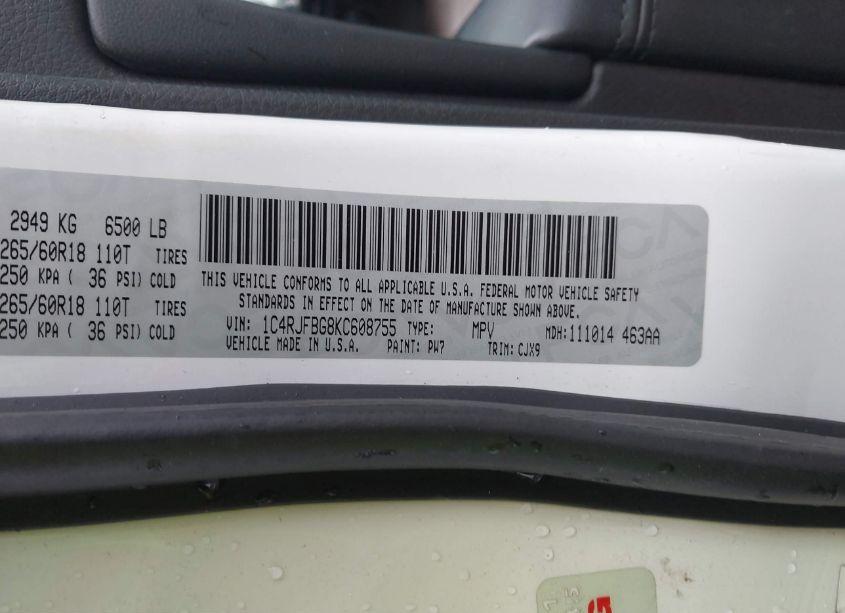 2949 KG 6500 LB
265/60R18 110T TIRES
250 KPA ( 36 PSI) COLD
265/60R18 110T TIRES
250 KPA ( 36 PSI) COLD
THIS VEHICLE CONFORMS TO ALL APPLICABLE U.S.A. FEDERAL MOTOR VEHICLE SAFETY
STANDARDS IN EFFECT ON THE DATE OF MANUFACTURE SHOWN ABOVE.
VIN: 1C4RJFBG8KC608755 TYPE: MPV MDH:111014 463AA
VEHICLE MADE IN U.S.A. PAINT: PW7 TRIM: CJX9